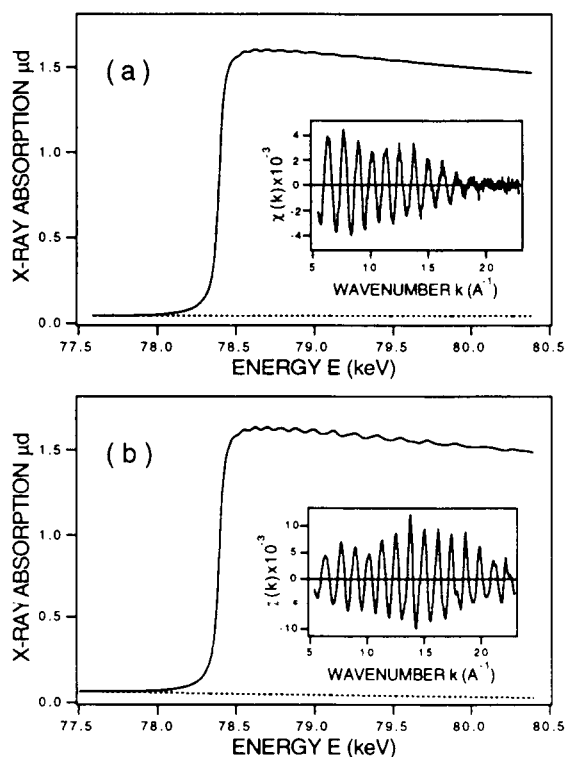 (a)
X-RAY ABSORPTION µd
1.5
1.0
0.5
0.0
χ(k)x10⁻³
4
2
0
-2
-4
5 10 15 20
WAVENUMBER k (A⁻¹)
77.5 78.0 78.5 79.0 79.5 80.0 80.5
ENERGY E (keV)
(b)
X-RAY ABSORPTION µd
1.5
1.0
0.5
0.0
(k)x10⁻³
10
5
0
-5
-10
5 10 15 20
WAVENUMBER k (A⁻¹)
77.5 78.0 78.5 79.0 79.5 80.0 80.5
ENERGY E (keV)